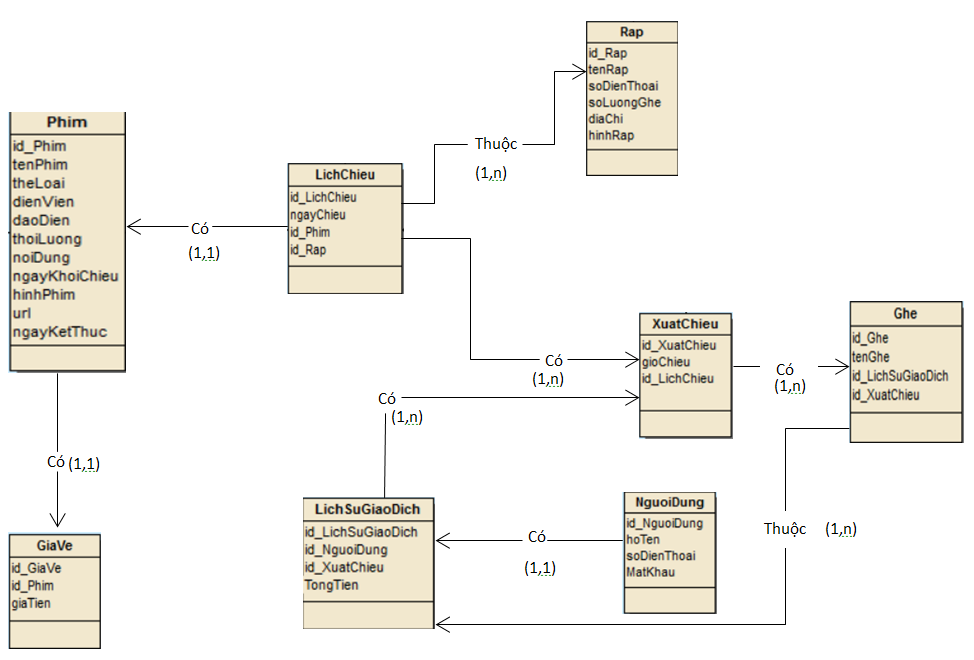 Rap
id_Rap
tenRap
soDienThoai
soLuongGhe
diaChi
hinhRap
Thuộc
(1,n)
Phim
id_Phim
tenPhim
theLoai
dienVien
daoDien
thoiLuong
noiDung
ngayKhoiChieu
hinhPhim
url
ngayKetThuc
Có
(1,1)
LichChieu
id_LichChieu
ngayChieu
id_Phim
id_Rap
Có
(1,n)
XuatChieu
id_XuatChieu
gioChieu
id_LichChieu
Có
(1,n)
Ghe
id_Ghe
tenGhe
id_LichSuGiaoDich
id_XuatChieu
Có
(1,n)
Có (1,1)
GiaVe
id_GiaVe
id_Phim
giaTien
LichSuGiaoDich
id_LichSuGiaoDich
id_NguoiDung
id_XuatChieu
TongTien
Có
(1,1)
NguoiDung
id_NguoiDung
hoTen
soDienThoai
MatKhau
Thuộc (1,n)